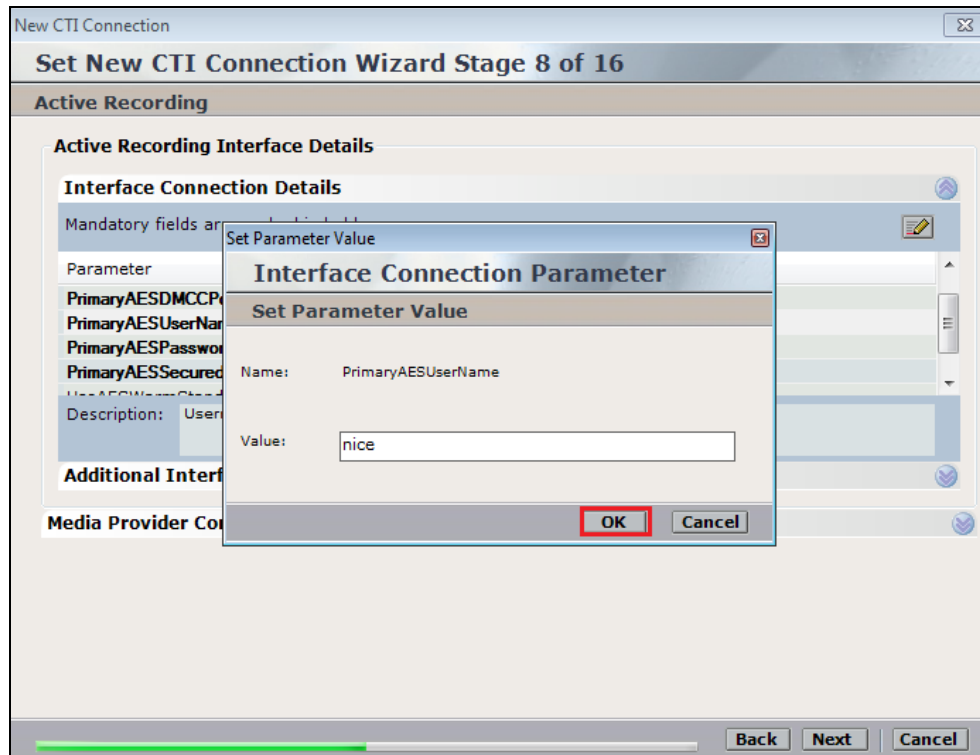 New CTI Connection
Set New CTI Connection Wizard Stage 8 of 16
Active Recording
Active Recording Interface Details
Interface Connection Details
Mandatory fields
Set Parameter Value
Parameter
Interface Connection Parameter
Set Parameter Value
PrimaryAESDMCCP
PrimaryAESUserNa
PrimaryAESPasswo
PrimaryAESSecured
Name: PrimaryAESUserName
Description: User
Value: nice
Additional Interf
OK Cancel
Media Provider Co
Back Next Cancel